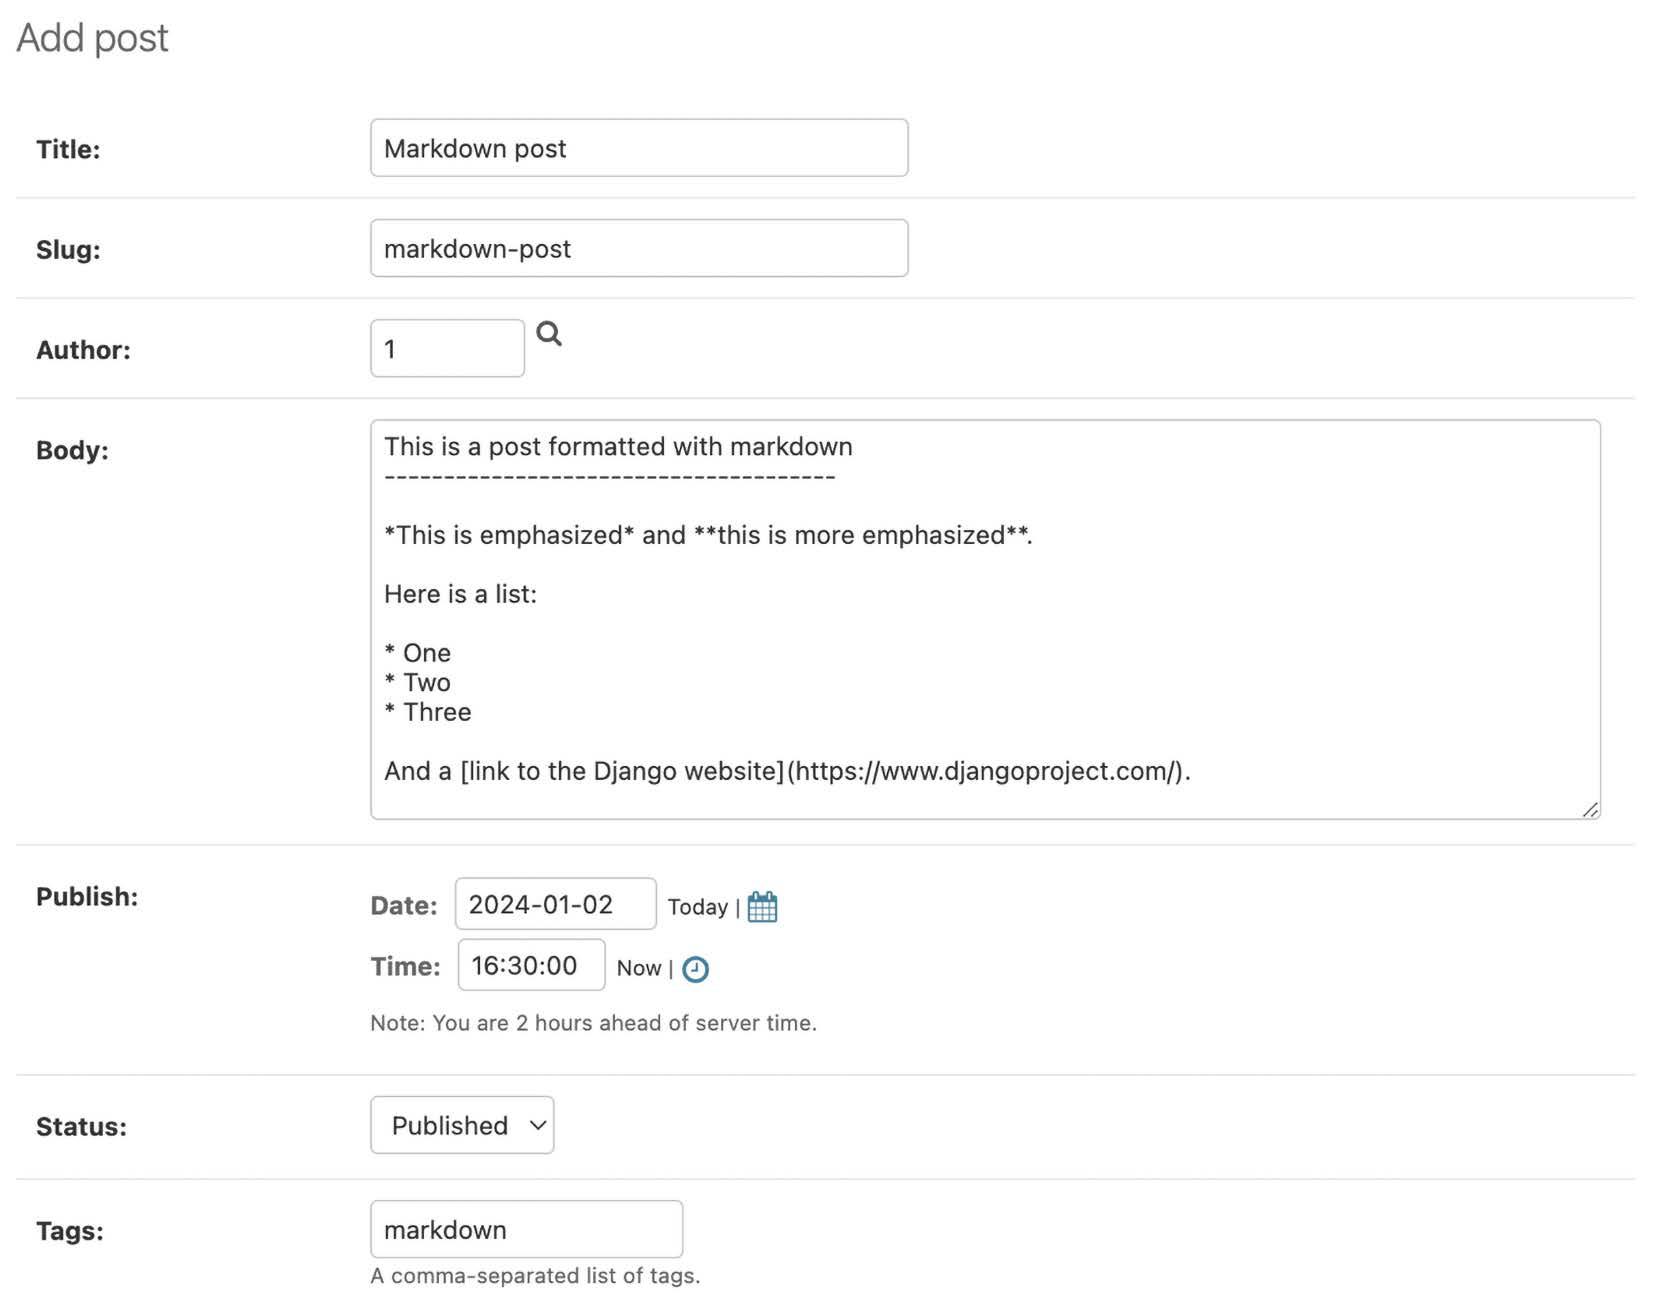 Add post
Title: Markdown post
Slug: markdown-post
Author: 1
Body: This is a post formatted with markdown
--------------------------------------
*This is emphasized* and **this is more emphasized**.
Here is a list:
* One
* Two
* Three
And a [link to the Django website](https://www.djangoproject.com/).
Publish: Date: 2024-01-02 Today |
Time: 16:30:00 Now |
Note: You are 2 hours ahead of server time.
Status: Published
Tags: markdown
A comma-separated list of tags.